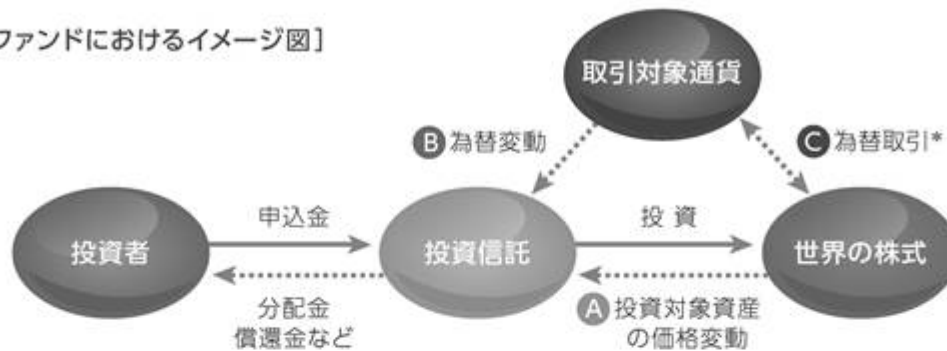 ファンドにおけるイメージ図]
取引対象通貨
B 為替変動
C 為替取引*
投資者
申込金
投資信託
投 資
世界の株式
分配金
償還金など
A 投資対象資産
の価格変動